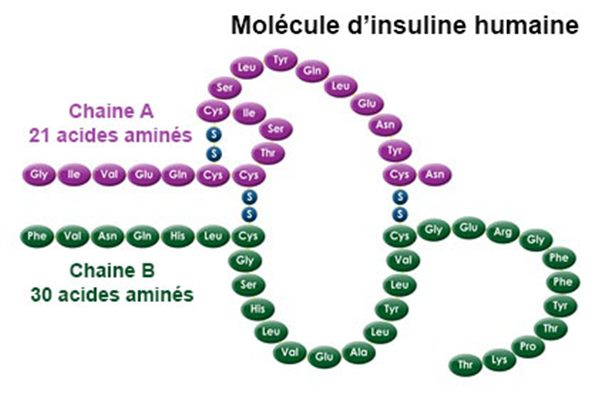 Molécule d'insuline humaine
Chaine A
21 acides aminés
Gly Ile Val Glu Gln Cys Cys Thr Ser Ile Cys Ser Leu Tyr Gln Leu Glu Asn Tyr Cys Asn
S
S
S
S
S
S
Phe Val Asn Gln His Leu Cys Gly Ser His Leu Val Glu Ala Leu Tyr Leu Val Cys Gly Glu Arg Gly Phe Phe Tyr Thr Pro Lys Thr
Chaine B
30 acides aminés